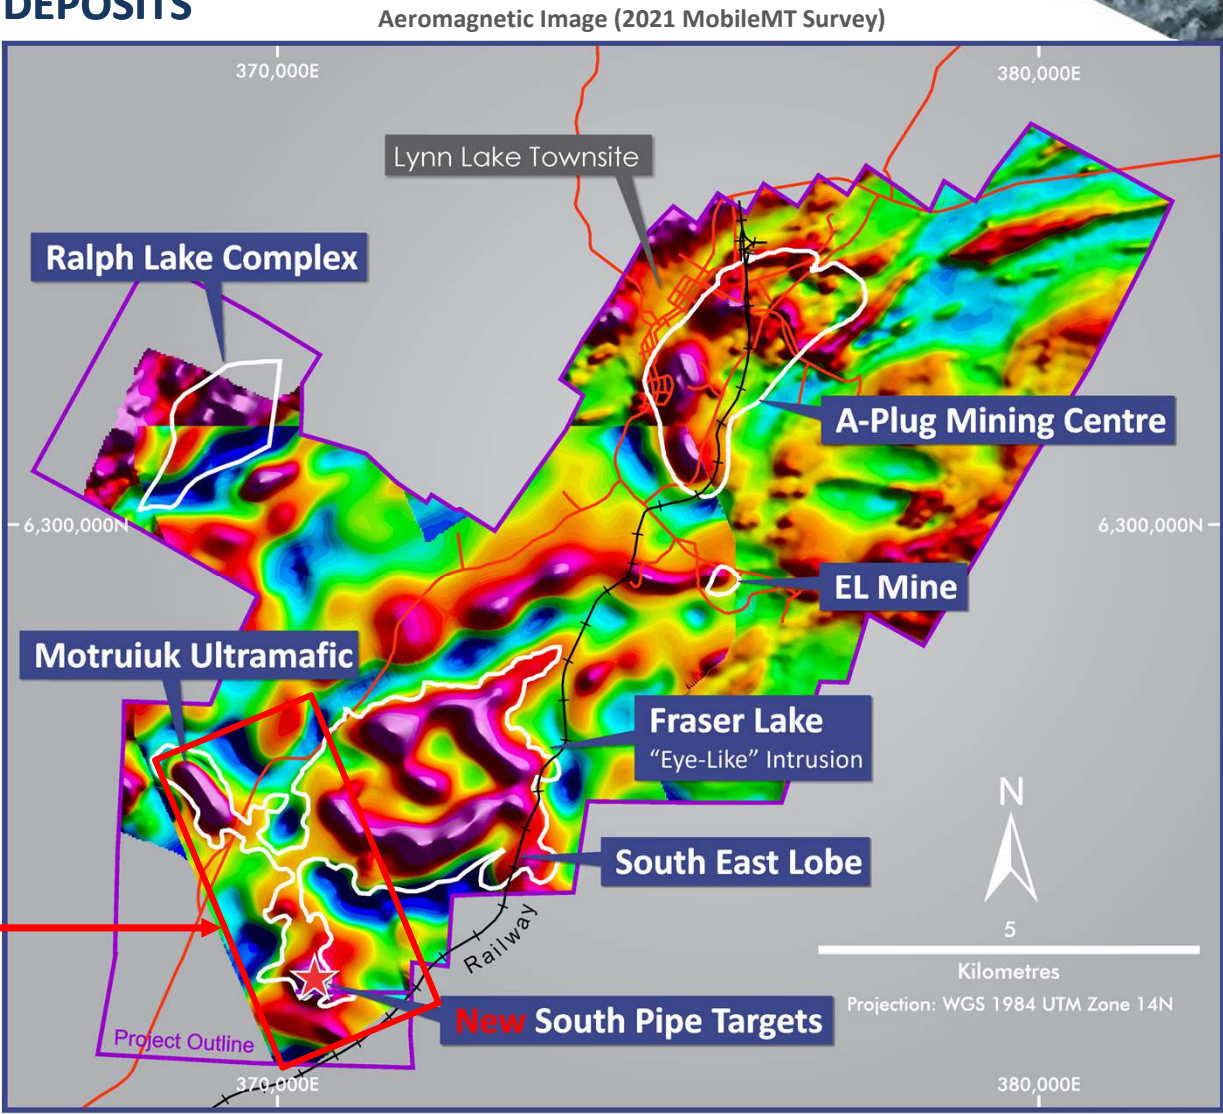 DEPOSITS
Aeromagnetic Image (2021 MobileMT Survey)
370,000E
380,000E
Lynn Lake Townsite
Ralph Lake Complex
A-Plug Mining Centre
6,300,000N
6,300,000N
EL Mine
Motruiuk Ultramafic
Fraser Lake
“Eye-Like” Intrusion
N
South East Lobe
5
Railway
Kilometres
Projection: WGS 1984 UTM Zone 14N
New South Pipe Targets
Project Outline
370,000E
380,000E